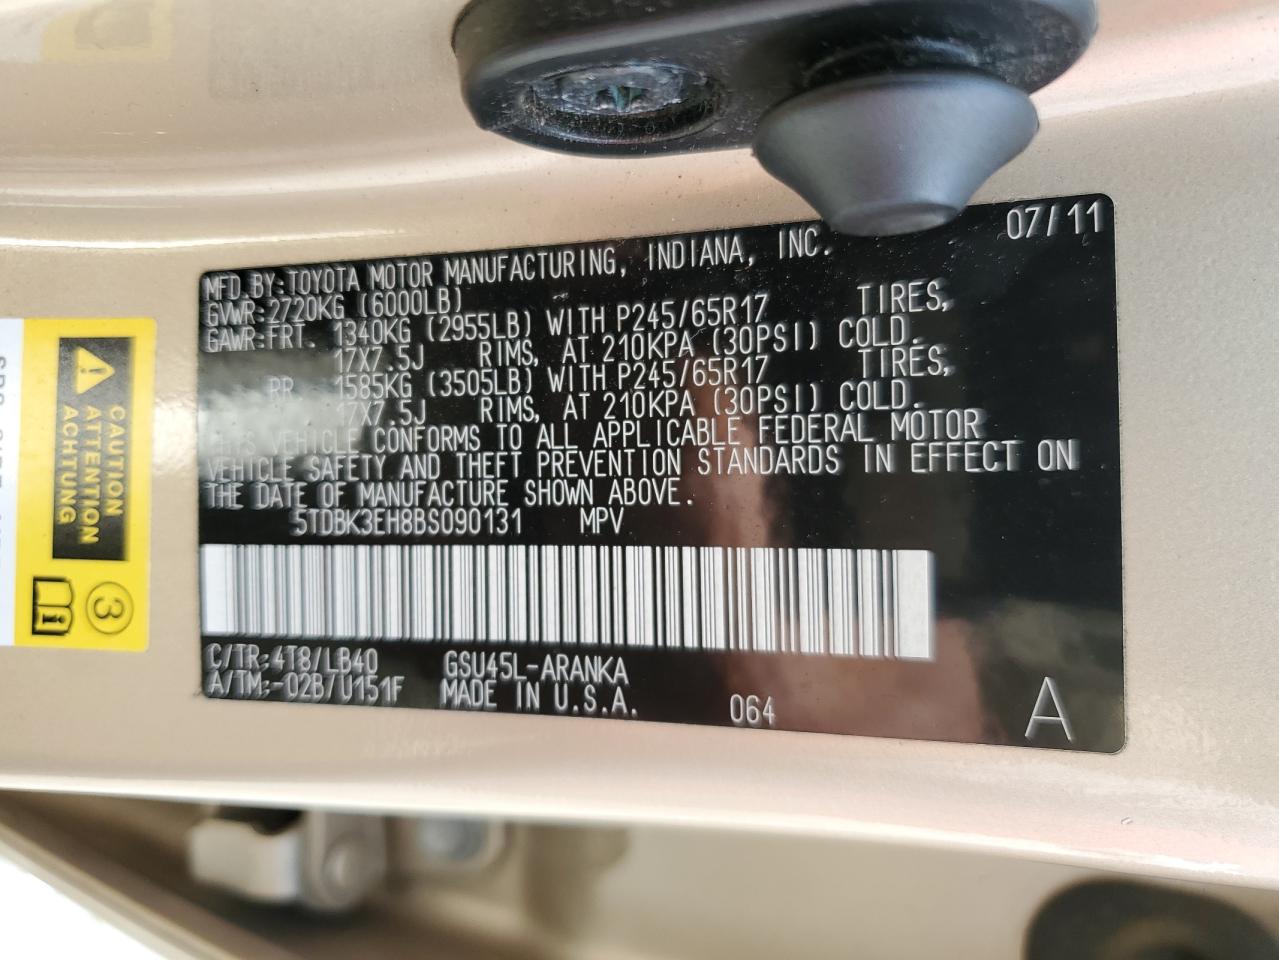 07/11
MFD. BY: TOYOTA MOTOR MANUFACTURING, INDIANA, INC.
GVWR: 2720KG (6000LB)
GAWR: FRT. 1340KG (2955LB) WITH P245/65R17 TIRES,
17X7.5J RIMS, AT 210KPA (30PSI) COLD.
RR. 1585KG (3505LB) WITH P245/65R17 TIRES,
17X7.5J RIMS, AT 210KPA (30PSI) COLD.
THIS VEHICLE CONFORMS TO ALL APPLICABLE FEDERAL MOTOR
VEHICLE SAFETY AND THEFT PREVENTION STANDARDS IN EFFECT ON
THE DATE OF MANUFACTURE SHOWN ABOVE.
5TDBK3EH8BS090131 MPV
C/TR: 4T8/LB40 GSU45L-ARANKA
A/TM: -02B/U151F MADE IN U.S.A. 064 A
CAUTION
ATTENTION
ACHTUNG
3